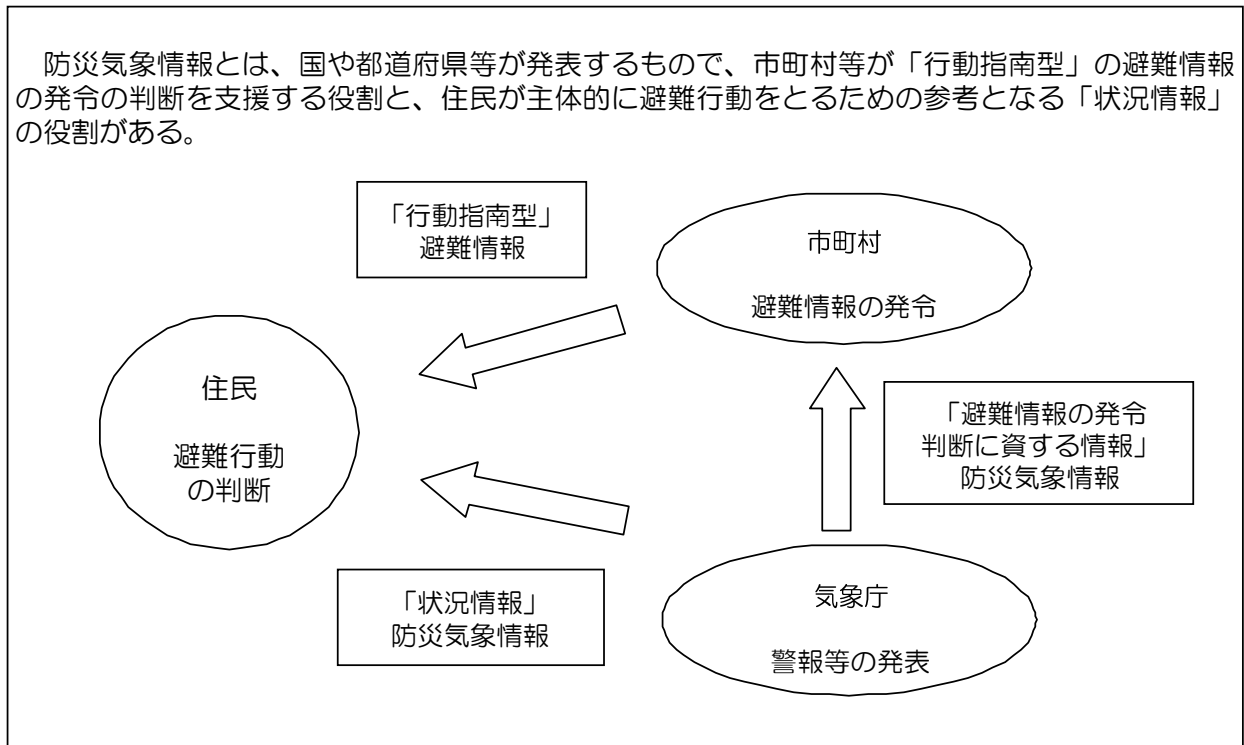 防災気象情報とは、国や都道府県等が発表するもので、市町村等が「行動指南型」の避難情報
の発令の判断を支援する役割と、住民が主体的に避難行動をとるための参考となる「状況情報」
の役割がある。
「行動指南型」
避難情報
市町村
避難情報の発令
住民
避難行動
の判断
「避難情報の発令
判断に資する情報」
防災気象情報
「状況情報」
防災気象情報
気象庁
警報等の発表